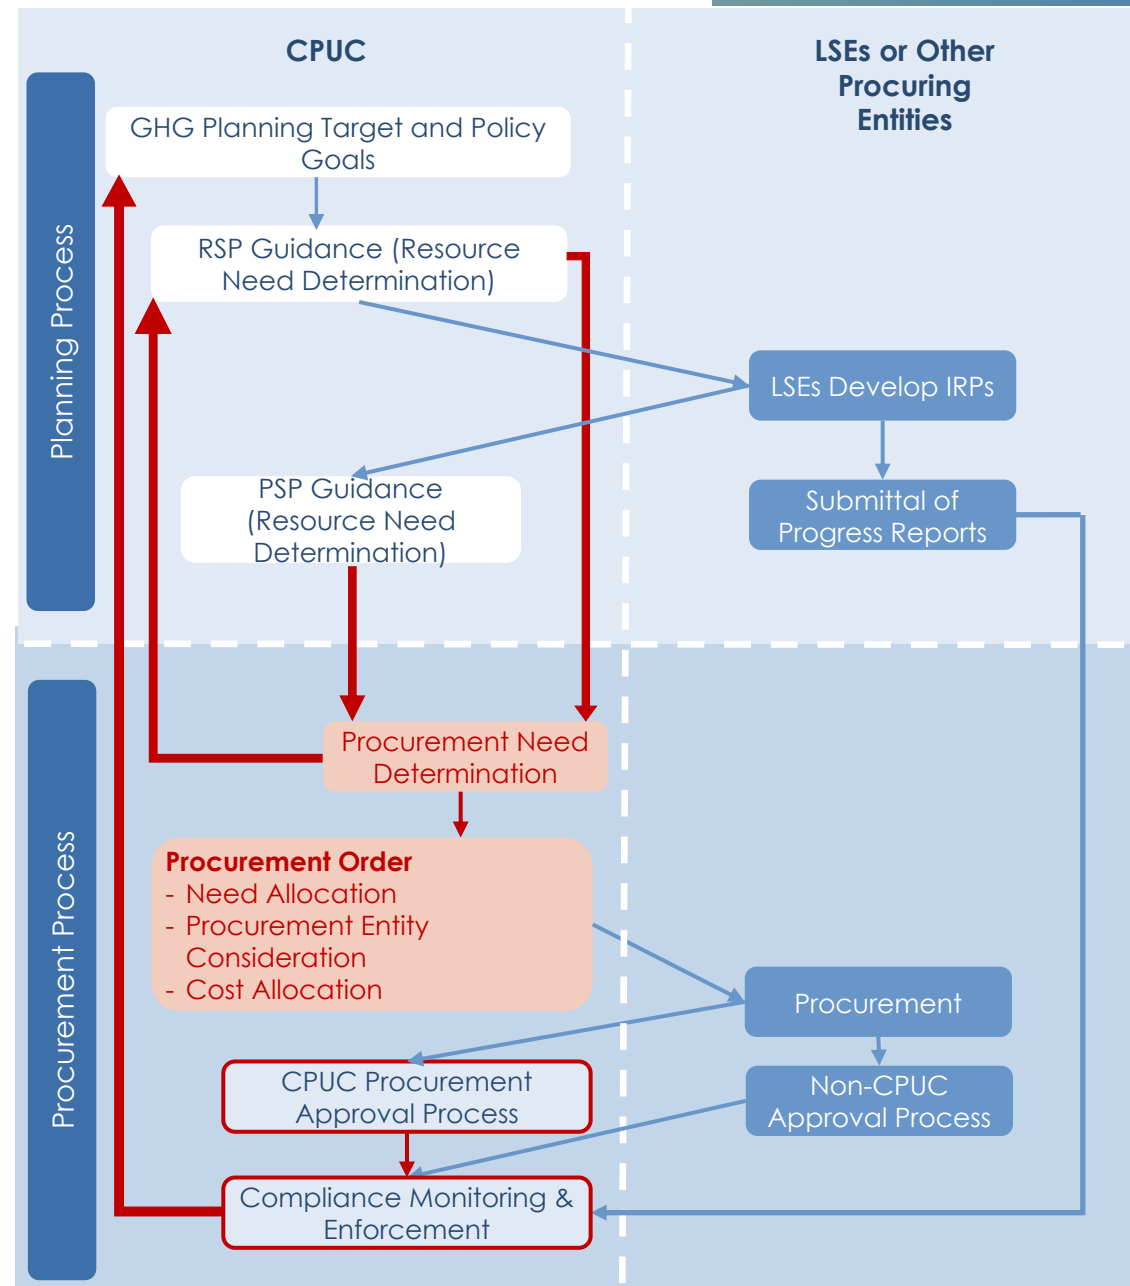 CPUC
LSEs or Other
Procuring
Entities
Planning Process
GHG Planning Target and Policy
Goals
RSP Guidance (Resource
Need Determination)
LSEs Develop IRPs
PSP Guidance
(Resource Need
Determination)
Submittal of
Progress Reports
Procurement Process
Procurement Need
Determination
Procurement Order
- Need Allocation
- Procurement Entity
Consideration
- Cost Allocation
Procurement
CPUC Procurement
Approval Process
Non-CPUC
Approval Process
Compliance Monitoring &
Enforcement